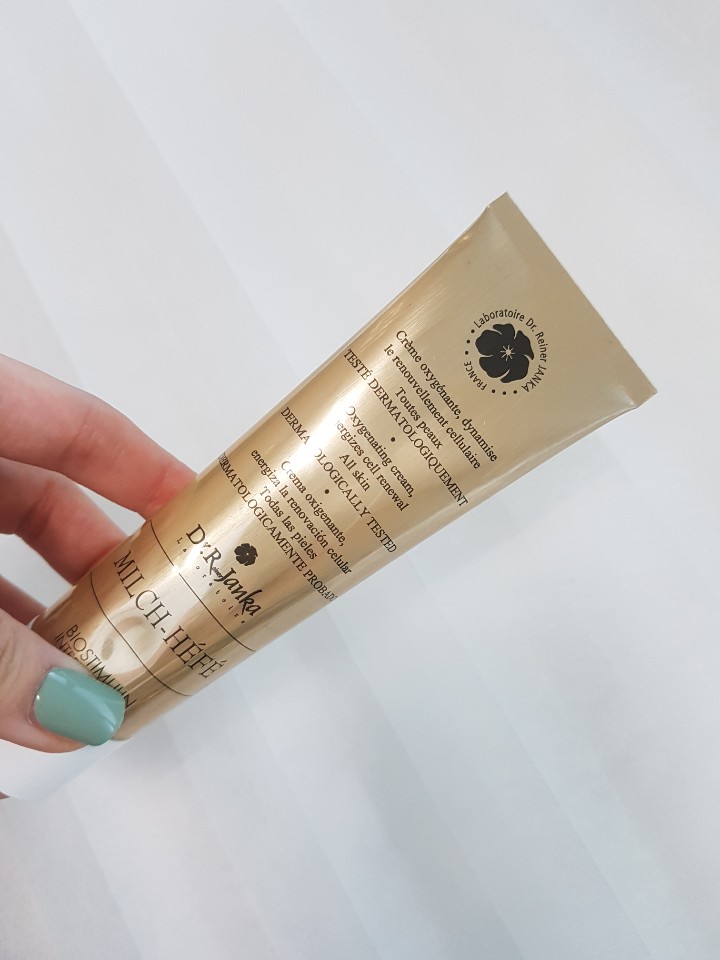 • Laboratoire Dr. Reiner JANKA •
• FRANCE •
Crème oxygénante, dynamise
le renouvellement cellulaire
Toutes peaux
TESTÉ DERMATOLOGIQUEMENT
•
Oxygenating cream,
energizes cell renewal
All skin
DERMATOLOGICALLY TESTED
•
Crema oxigenante,
energiza la renovación celular
Todas las pieles
DERMATOLOGICAMENTE PROBADO
Dr R. Janka
Laboratoire
MILCH-HÉFÉ